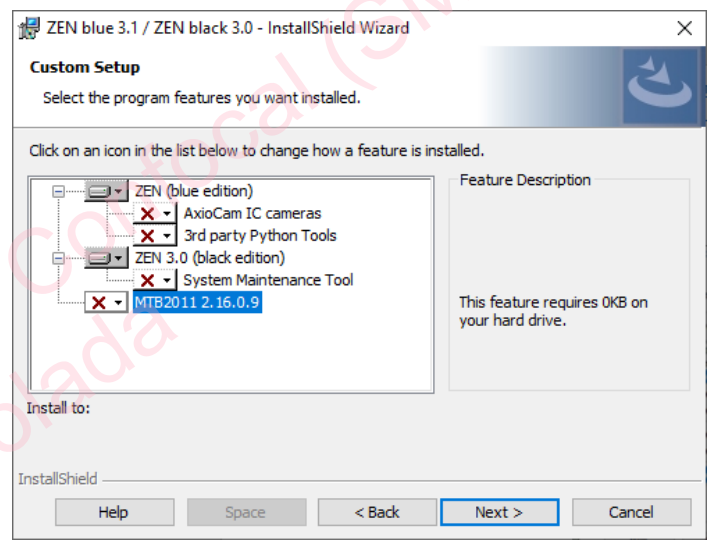 ZEN blue 3.1 / ZEN black 3.0 - InstallShield Wizard
Custom Setup
Select the program features you want installed.
Click on an icon in the list below to change how a feature is installed.
ZEN (blue edition)
AxioCam IC cameras
3rd party Python Tools
ZEN 3.0 (black edition)
System Maintenance Tool
MTB2011 2.16.0.9
Feature Description
This feature requires 0KB on
your hard drive.
Install to:
InstallShield
Help
Space
< Back
Next >
Cancel
Confocal (SM
olada